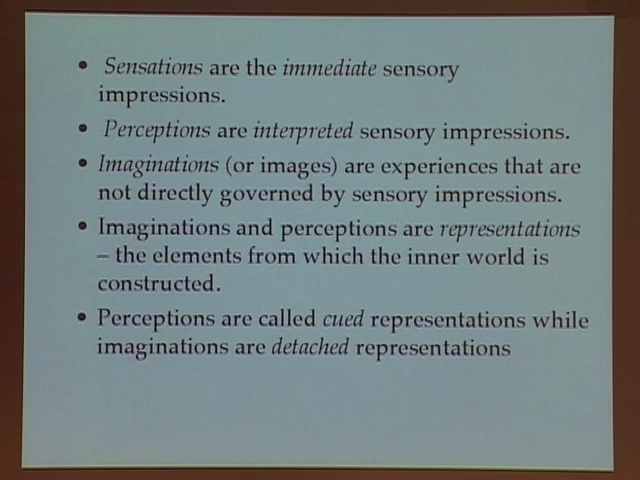 • Sensations are the immediate sensory
impressions.
• Perceptions are interpreted sensory impressions.
• Imaginations (or images) are experiences that are
not directly governed by sensory impressions.
• Imaginations and perceptions are representations
– the elements from which the inner world is
constructed.
• Perceptions are called cued representations while
imaginations are detached representations